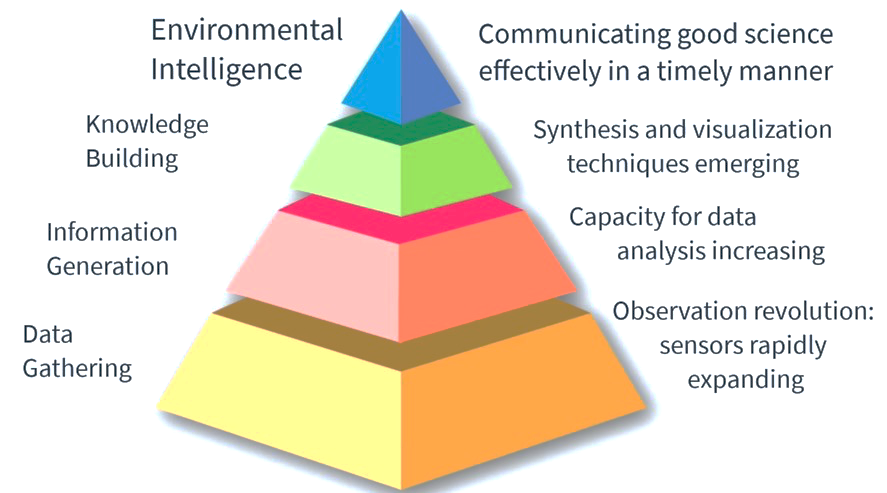 Environmental
Intelligence
Communicating good science
effectively in a timely manner
Knowledge
Building
Synthesis and visualization
techniques emerging
Information
Generation
Capacity for data
analysis increasing
Data
Gathering
Observation revolution:
sensors rapidly
expanding